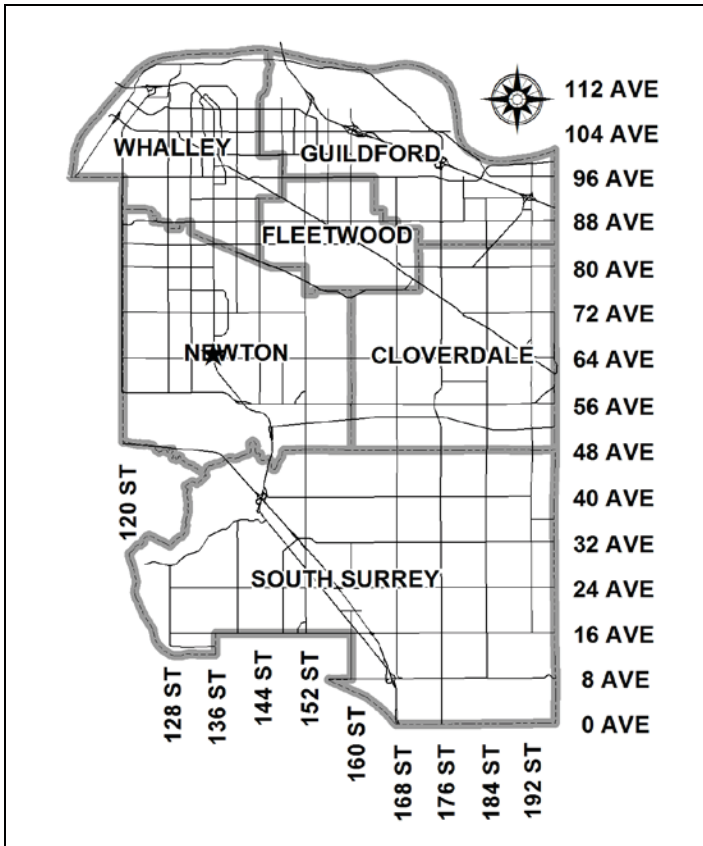 112 AVE
104 AVE
WHALLEY
GUILDFORD
96 AVE
88 AVE
FLEETWOOD
80 AVE
72 AVE
NEWTON
CLOVERDALE
64 AVE
56 AVE
48 AVE
120 ST
40 AVE
32 AVE
SOUTH SURREY
24 AVE
16 AVE
128 ST
136 ST
144 ST
152 ST
8 AVE
160 ST
0 AVE
168 ST
176 ST
184 ST
192 ST